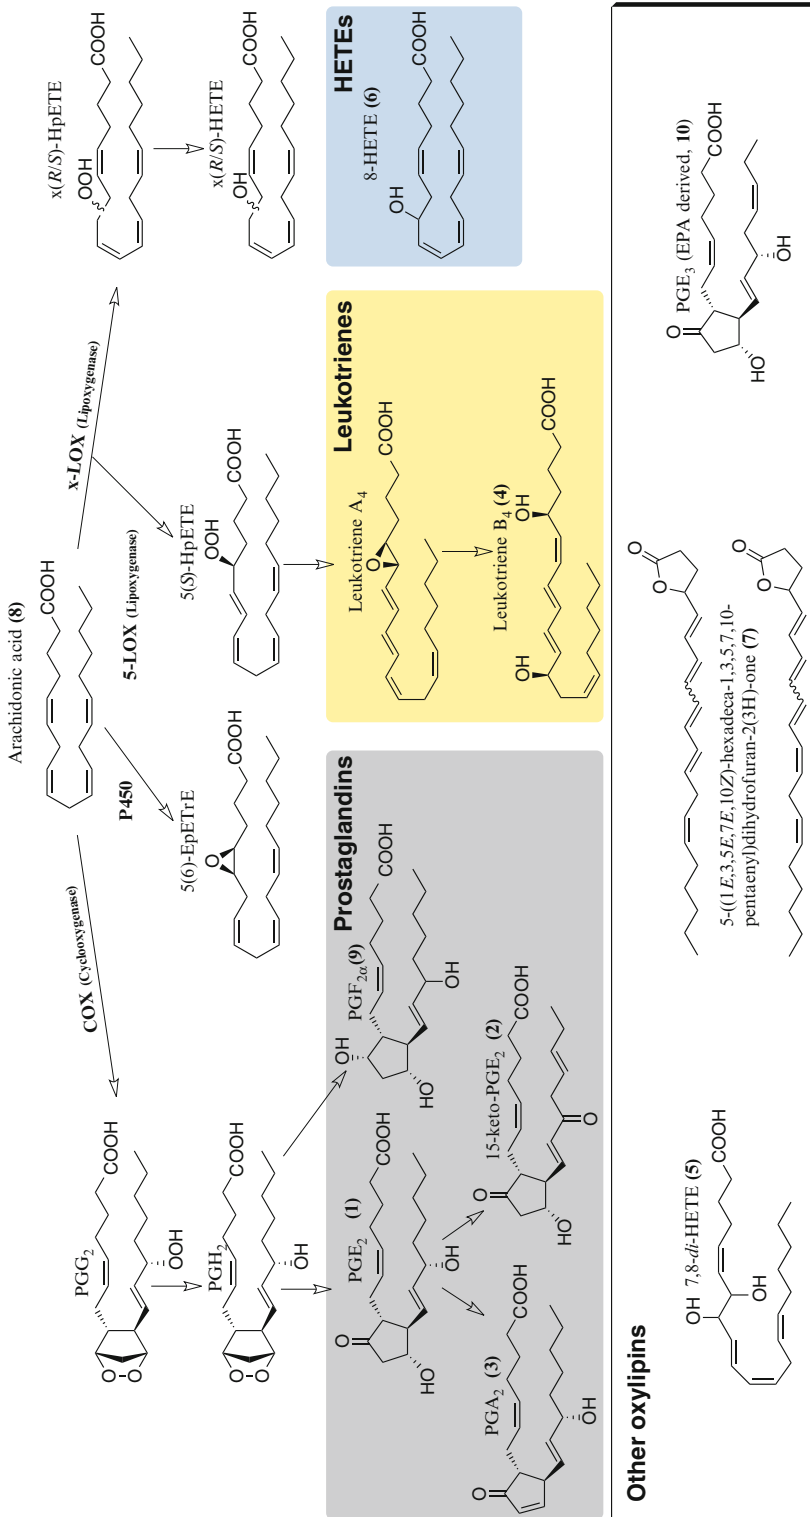 Arachidonic acid (8)
COOH
COX (Cyclooxygenase)
P450
5-LOX (Lipoxygenase)
x-LOX (Lipoxygenase)
PGG2
COOH
OOH
O
O
5(6)-EpETrE
O
COOH
5(S)-HpETE
OOH
COOH
x(R/S)-HpETE
OOH
COOH
PGH2
COOH
OH
O
O
x(R/S)-HETE
OH
COOH
Prostaglandins
PGE2 (1)
COOH
O
HO
OH
PGF2α(9)
COOH
OH
HO
OH
PGA2 (3)
COOH
O
OH
15-keto-PGE2 (2)
COOH
O
HO
O
Leukotrienes
Leukotriene A4
O
COOH
Leukotriene B4 (4)
OH
OH
COOH
HETEs
8-HETE (6)
OH
COOH
Other oxylipins
7,8-di-HETE (5)
OH
OH
COOH
O
O
5-((1E,3,5E,7E,10Z)-hexadeca-1,3,5,7,10-
pentaenyl)dihydrofuran-2(3H)-one (7)
O
O
PGE3 (EPA derived, 10)
COOH
O
HO
OH